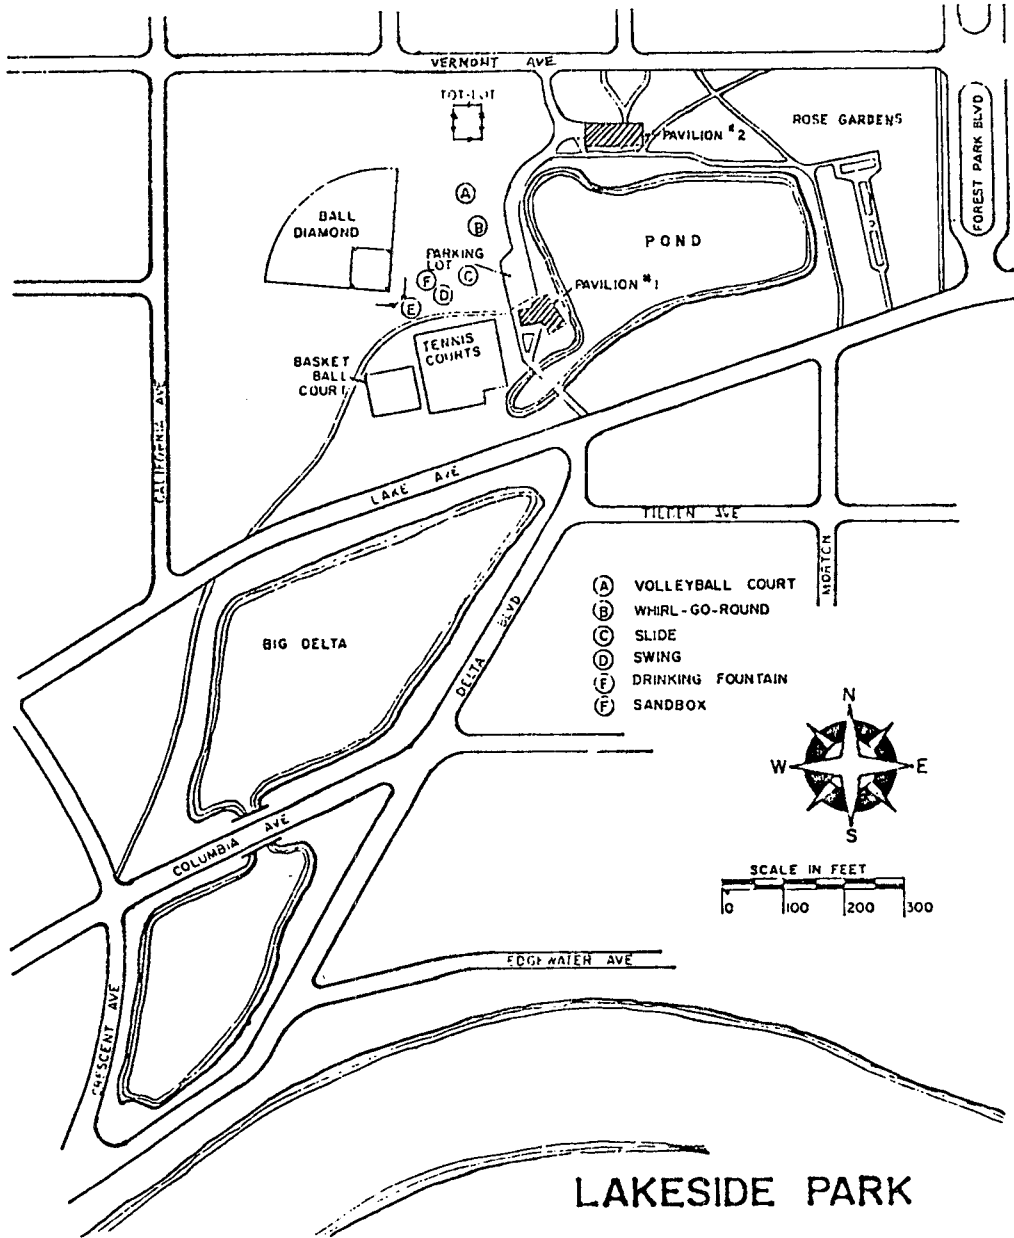 VERMONT AVE
TOT-LOT
PAVILION #2
ROSE GARDENS
FOREST PARK BLVD
A
BALL
DIAMOND
B
POND
PARKING
LOT
F
C
D
E
PAVILION #1
TENNIS
COURTS
BASKET
BALL
COURT
CALIFORNIA AVE
LAKE AVE
TILDEN AVE
MORTON
A VOLLEYBALL COURT
B WHIRL-GO-ROUND
C SLIDE
D SWING
F DRINKING FOUNTAIN
F SANDBOX
BIG DELTA
DELTA BLVD
N
W E
S
COLUMBIA AVE
SCALE IN FEET
0 100 200 300
EDGEWATER AVE
CRESCENT AVE
LAKESIDE PARK